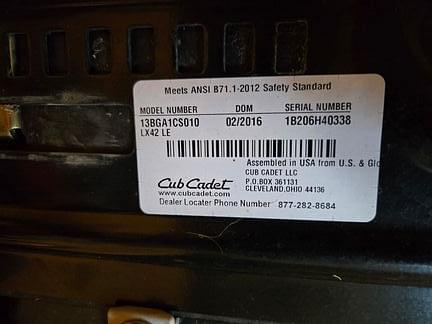 Meets ANSI B71.1-2012 Safety Standard
MODEL NUMBER DOM SERIAL NUMBER
13BGA1CS010 02/2016 1B206H40338
LX42 LE
Assembled in USA from U.S. & Glo
CUB CADET LLC
Cub Cadet P.O.BOX 361131
www.cubcadet.com CLEVELAND,OHIO 44136
Dealer Locater Phone Number 877-282-8684